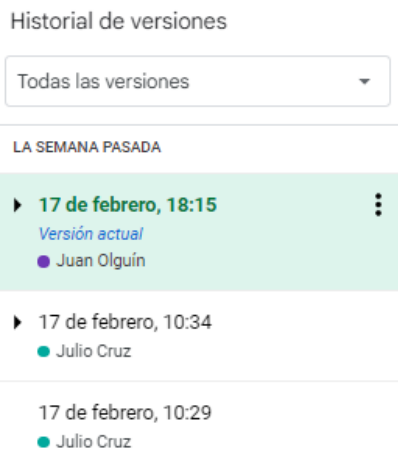 Historial de versiones
Todas las versiones
LA SEMANA PASADA
17 de febrero, 18:15
Versión actual
Juan Olguín
17 de febrero, 10:34
Julio Cruz
17 de febrero, 10:29
Julio Cruz